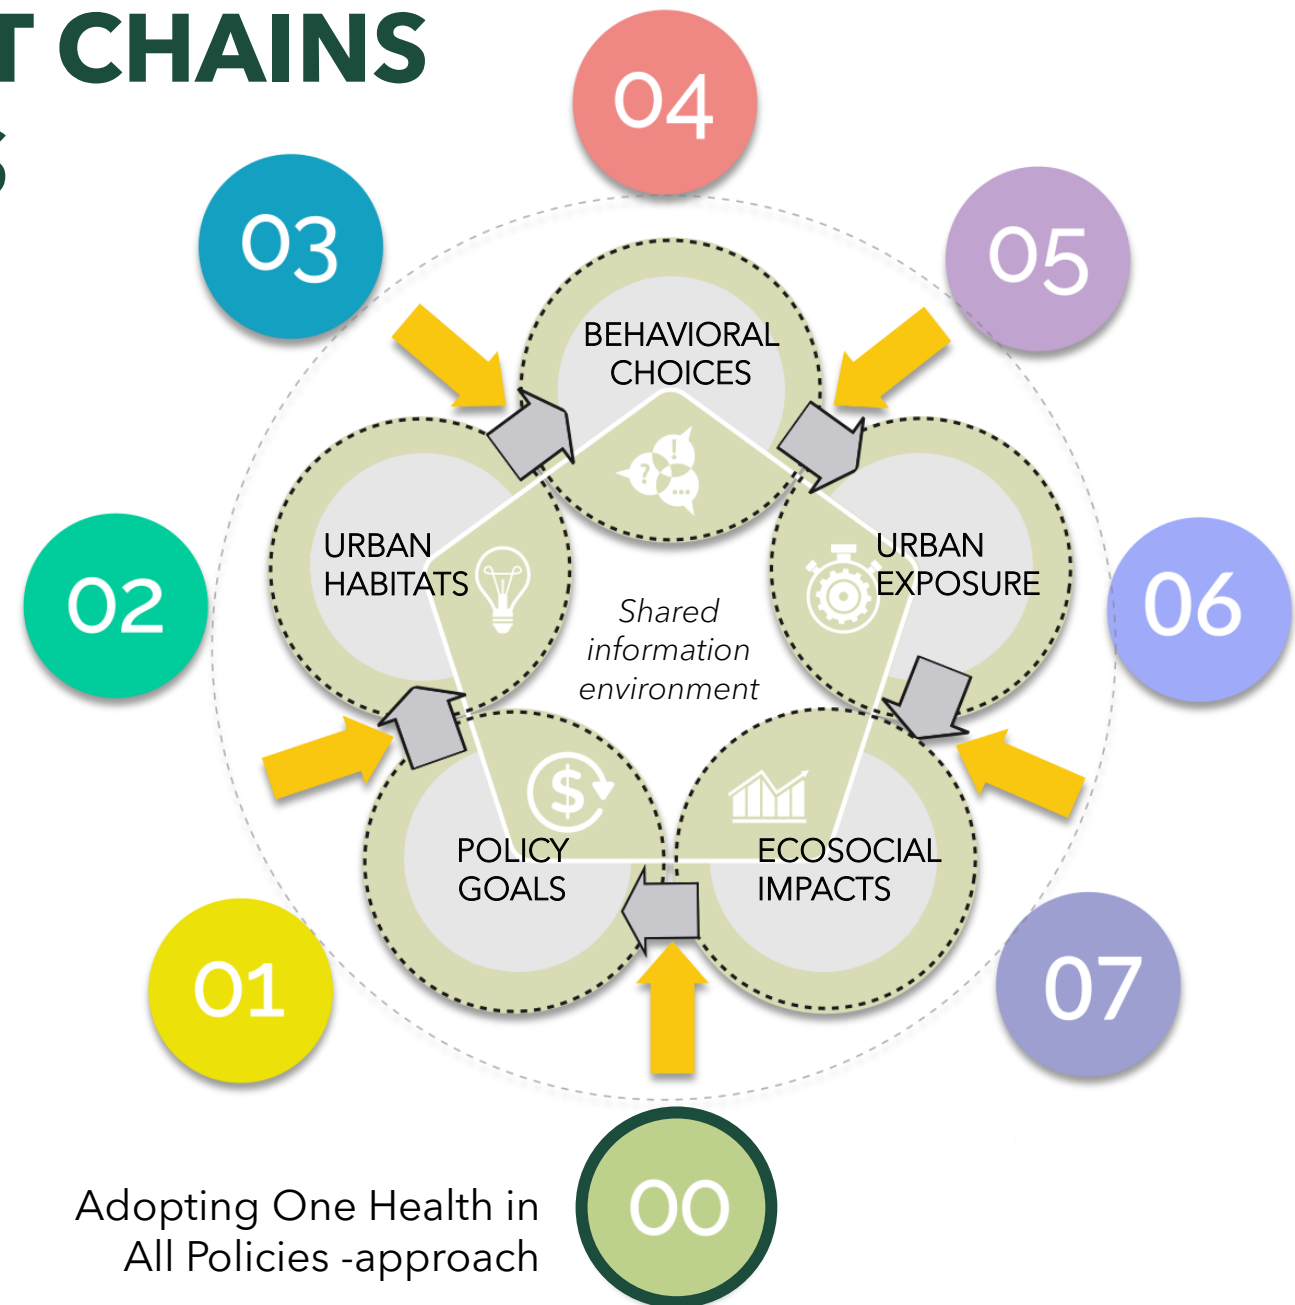 T CHAINS
S
04
03
05
BEHAVIORAL
CHOICES
URBAN
HABITATS
URBAN
EXPOSURE
02
06
Shared
information
environment
POLICY
GOALS
ECOSOCIAL
IMPACTS
01
07
Adopting One Health in
All Policies -approach
00